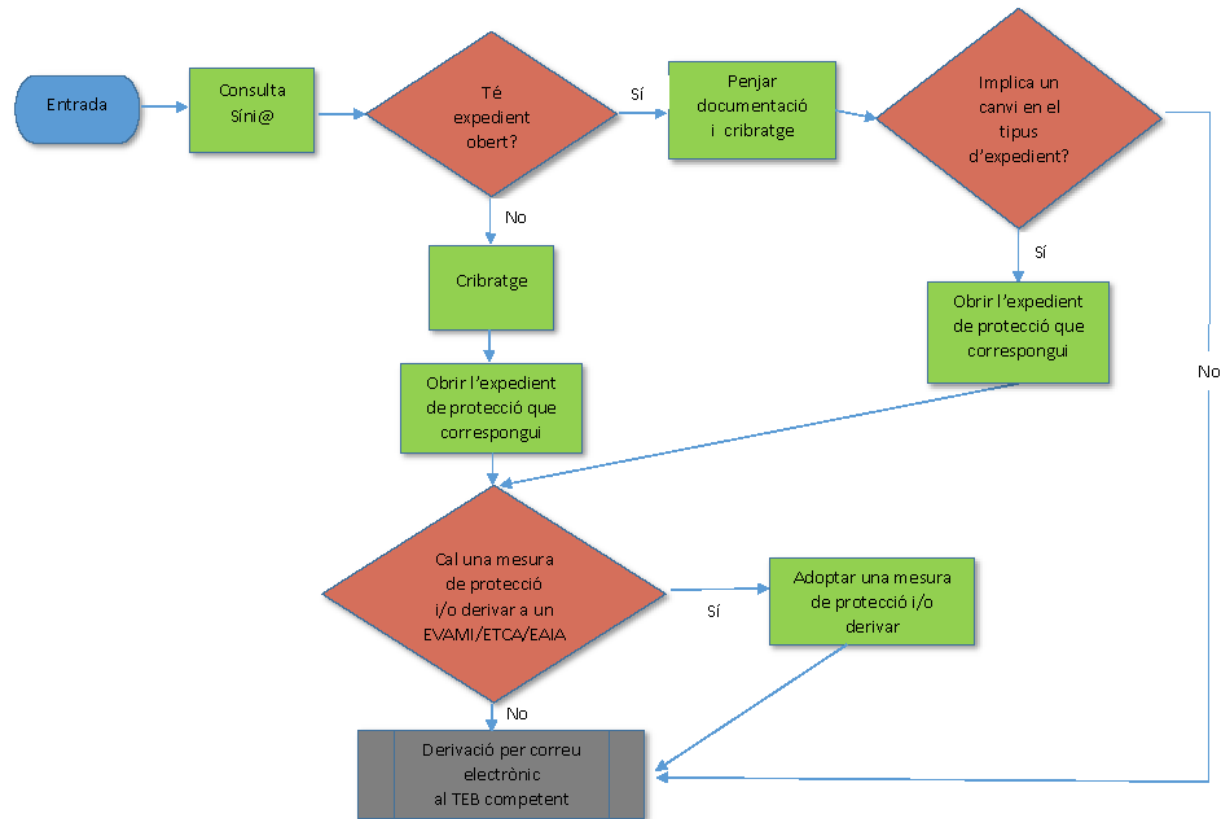 Entrada
Consulta
Síni@
Té
expedient
obert?
Sí
Penjar
documentació
i cribratge
Implica un
canvi en el
tipus
d'expedient?
No
Sí
Cribratge
Obrir l'expedient
de protecció que
correspongui
No
Obrir l'expedient
de protecció que
correspongui
Cal una mesura
de protecció
i/o derivar a un
EVAMI/ETCA/EAIA
Sí
Adoptar una mesura
de protecció i/o
derivar
No
Derivació per correu
electrònic
al TEB competent